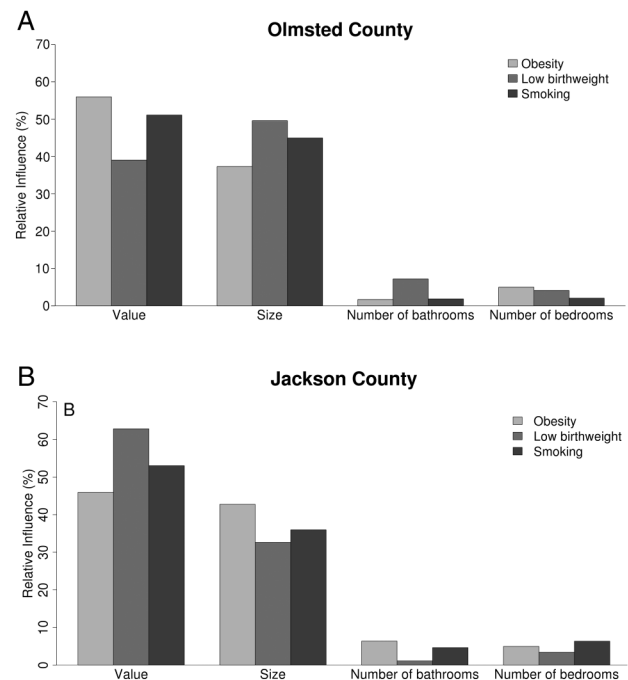 A
Olmsted County
70
60
50
40
30
20
10
0
Relative Influence (%)
Obesity
Low birthweight
Smoking
Value Size Number of bathrooms Number of bedrooms
B
Jackson County
B
70
60
50
40
30
20
10
0
Relative Influence (%)
Obesity
Low birthweight
Smoking
Value Size Number of bathrooms Number of bedrooms